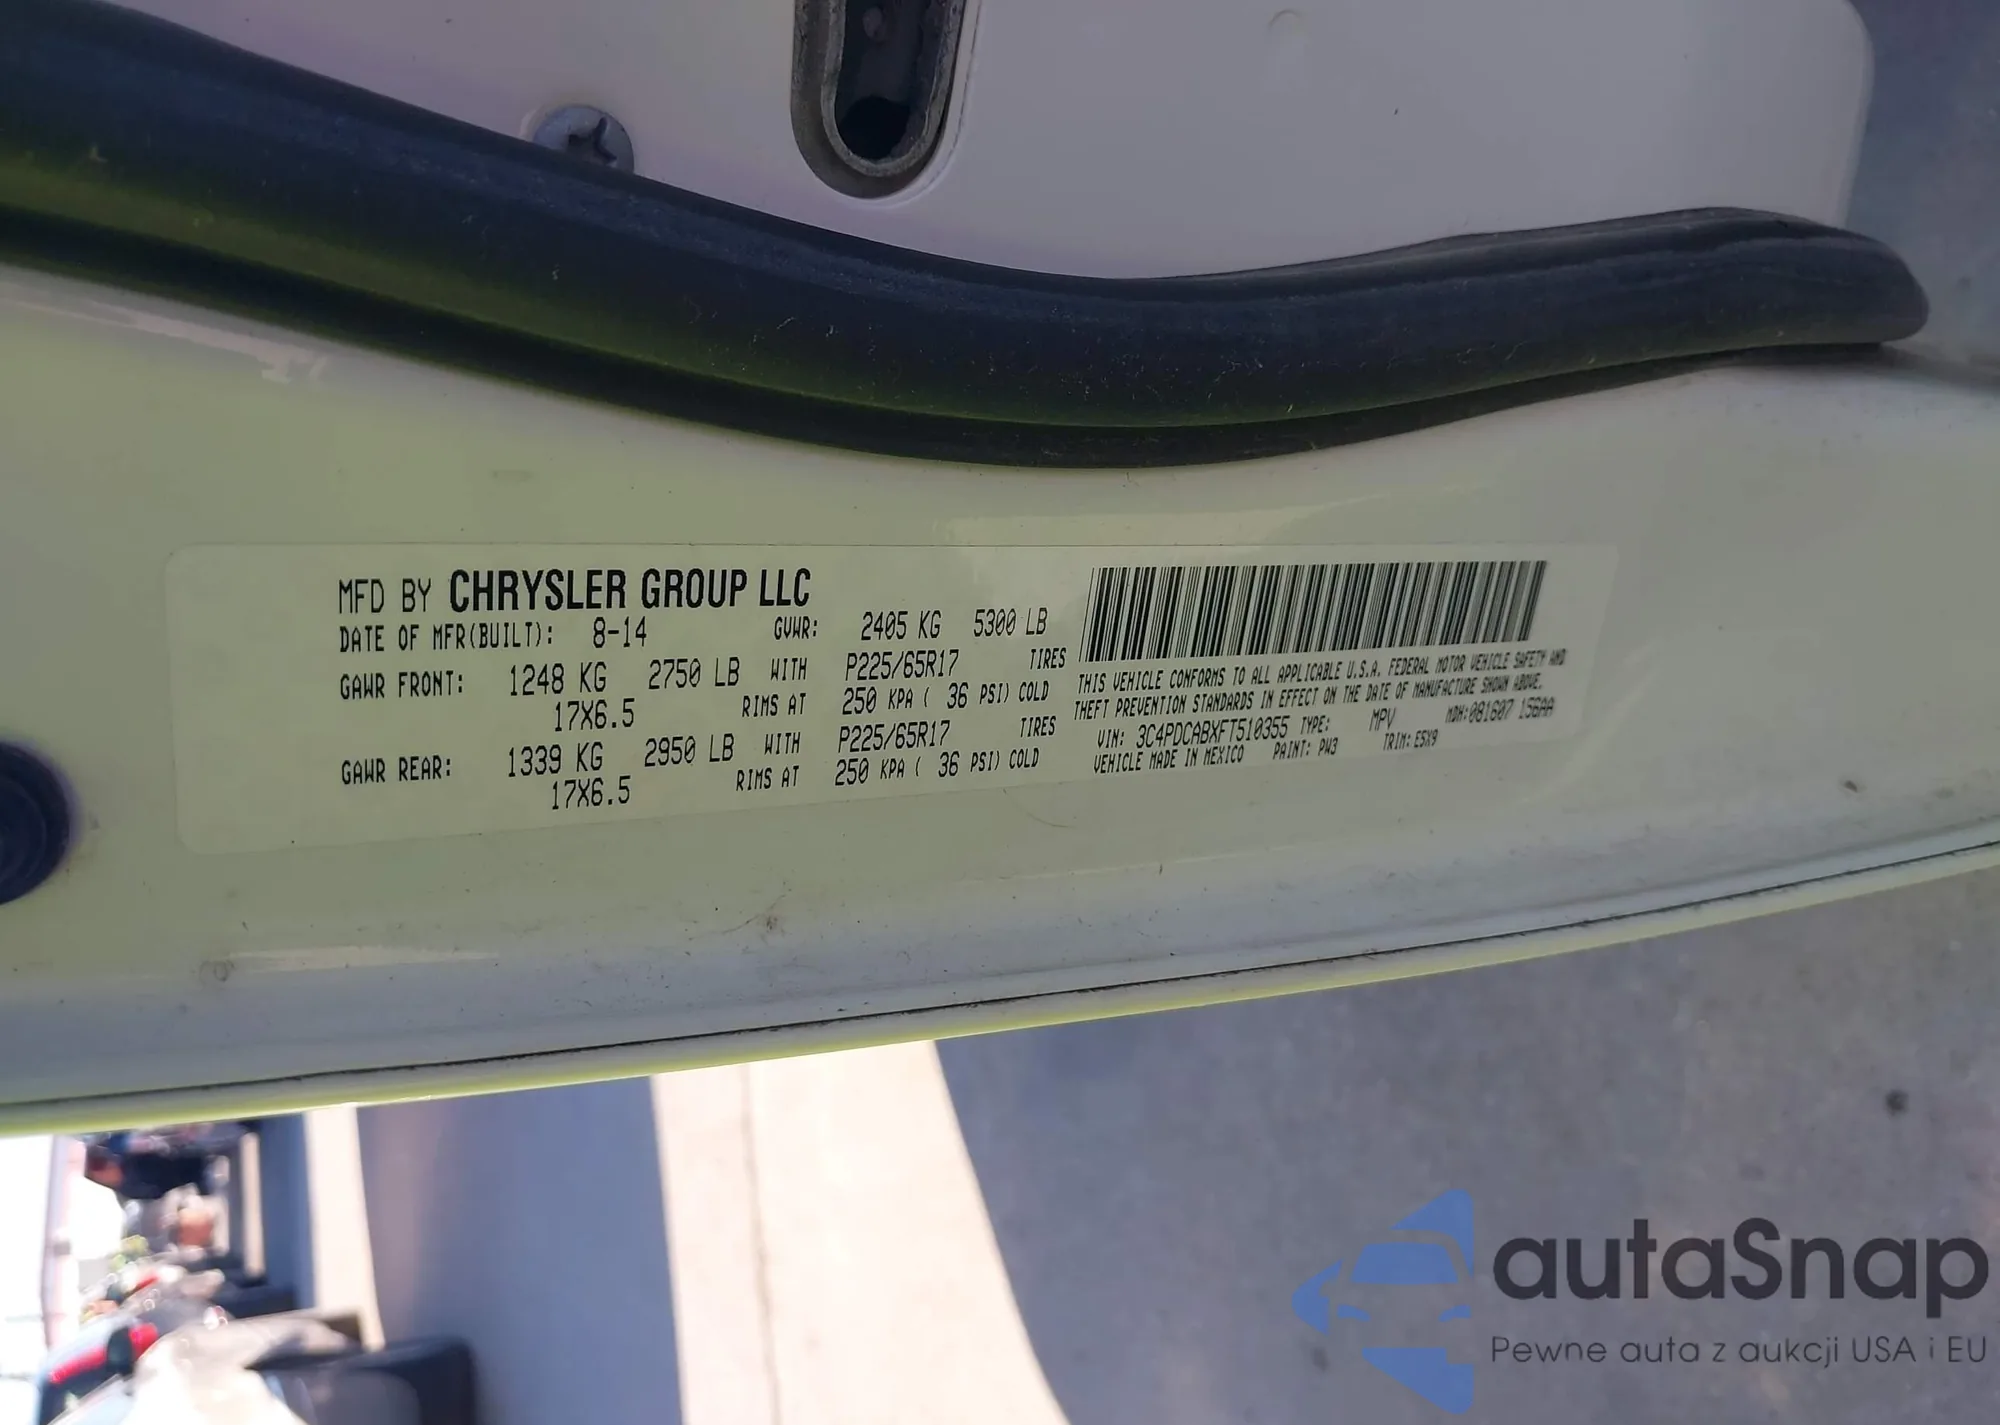 MFD BY CHRYSLER GROUP LLC
DATE OF MFR(BUILT): 8-14 GVWR: 2405 KG 5300 LB
GAWR FRONT: 1248 KG 2750 LB WITH P225/65R17 TIRES
17X6.5 RIMS AT 250 KPA ( 36 PSI) COLD
GAWR REAR: 1339 KG 2950 LB WITH P225/65R17 TIRES
17X6.5 RIMS AT 250 KPA ( 36 PSI) COLD
THIS VEHICLE CONFORMS TO ALL APPLICABLE U.S.A. FEDERAL MOTOR VEHICLE SAFETY AND
THEFT PREVENTION STANDARDS IN EFFECT ON THE DATE OF MANUFACTURE SHOWN ABOVE.
VIN: 3C4PDCABXFT510355 TYPE: MPV MDH:081607 156AA
VEHICLE MADE IN MEXICO PAINT: PW3 TRIM: E5X9
autaSnap
Pewne auta z aukcji USA i EU